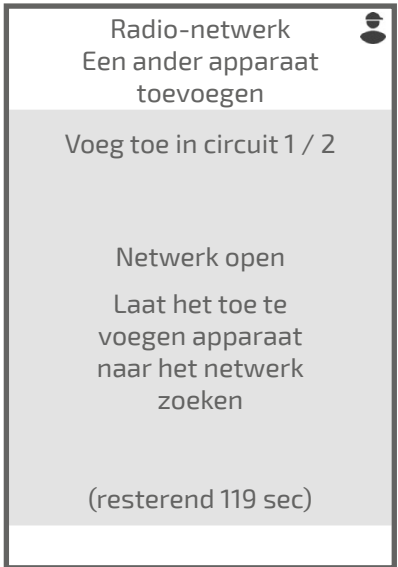 Radio-netwerk
Een ander apparaat
toevoegen
Voeg toe in circuit 1 / 2
Netwerk open
Laat het toe te
voegen apparaat
naar het netwerk
zoeken
(resterend 119 sec)